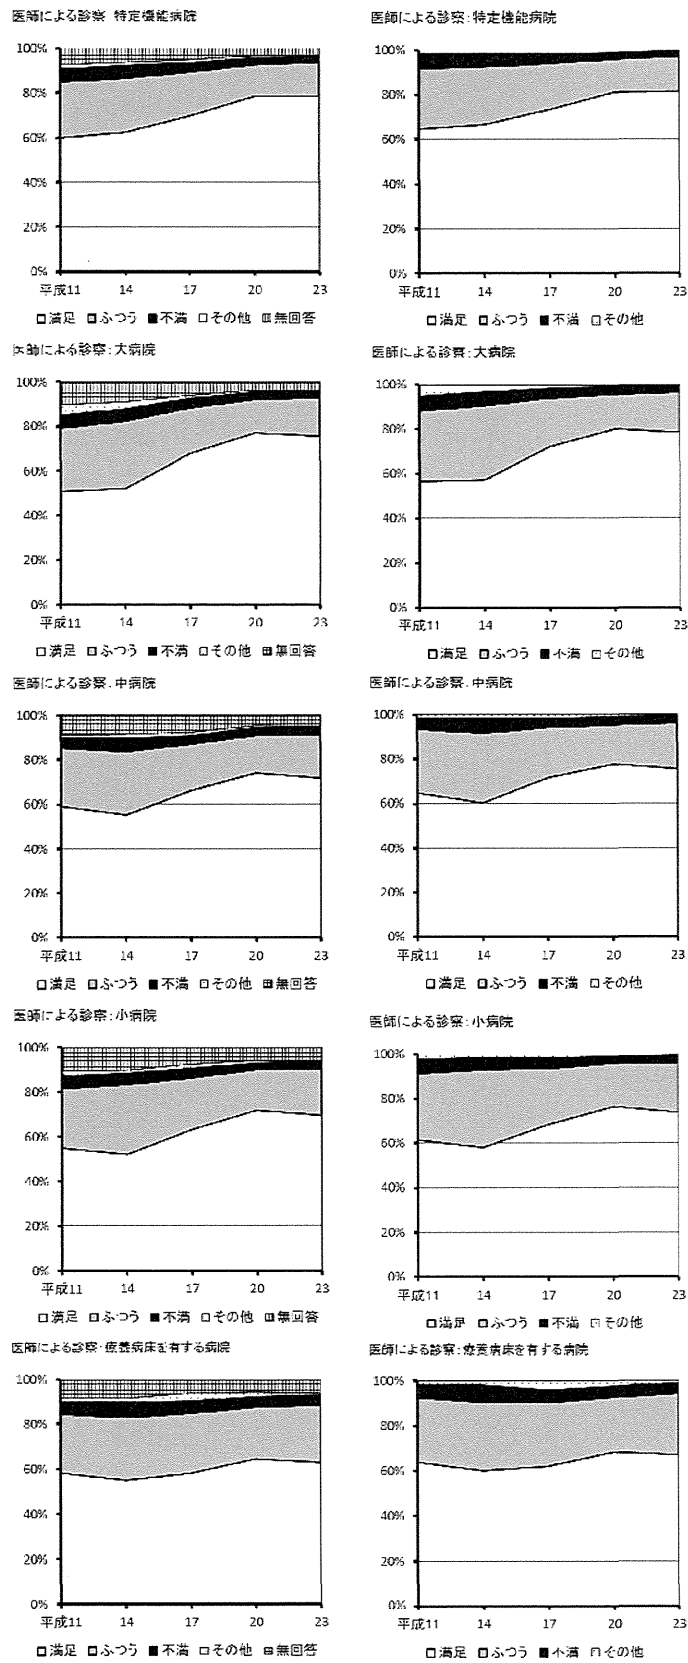 医師による診察 特定機能病院
100%
80%
60%
40%
20%
0%
平成11 14 17 20 23
□満足 □ふつう ■不満 □その他 ▥無回答
医師による診察:特定機能病院
100%
80%
60%
40%
20%
0%
平成11 14 17 20 23
□満足 □ふつう ■不満 □その他
医師による診察:大病院
100%
80%
60%
40%
20%
0%
平成11 14 17 20 23
□満足 □ふつう ■不満 □その他 ▦無回答
医師による診察:大病院
100%
80%
60%
40%
20%
0%
平成11 14 17 20 23
□満足 □ふつう ■不満 □その他
医師による診察:中病院
100%
80%
60%
40%
20%
0%
平成11 14 17 20 23
□満足 □ふつう ■不満 □その他 ▦無回答
医師による診察:中病院
100%
80%
60%
40%
20%
0%
平成11 14 17 20 23
□満足 □ふつう ■不満 □その他
医師による診察:小病院
100%
80%
60%
40%
20%
0%
平成11 14 17 20 23
□満足 □ふつう ■不満 □その他 ▦無回答
医師による診察:小病院
100%
80%
60%
40%
20%
0%
平成11 14 17 20 23
□満足 □ふつう ■不満 □その他
医師による診察:療養病床を有する病院
100%
80%
60%
40%
20%
0%
平成11 14 17 20 23
□満足 □ふつう ■不満 □その他 ▦無回答
医師による診察:療養病床を有する病院
100%
80%
60%
40%
20%
0%
平成11 14 17 20 23
□満足 □ふつう ■不満 □その他